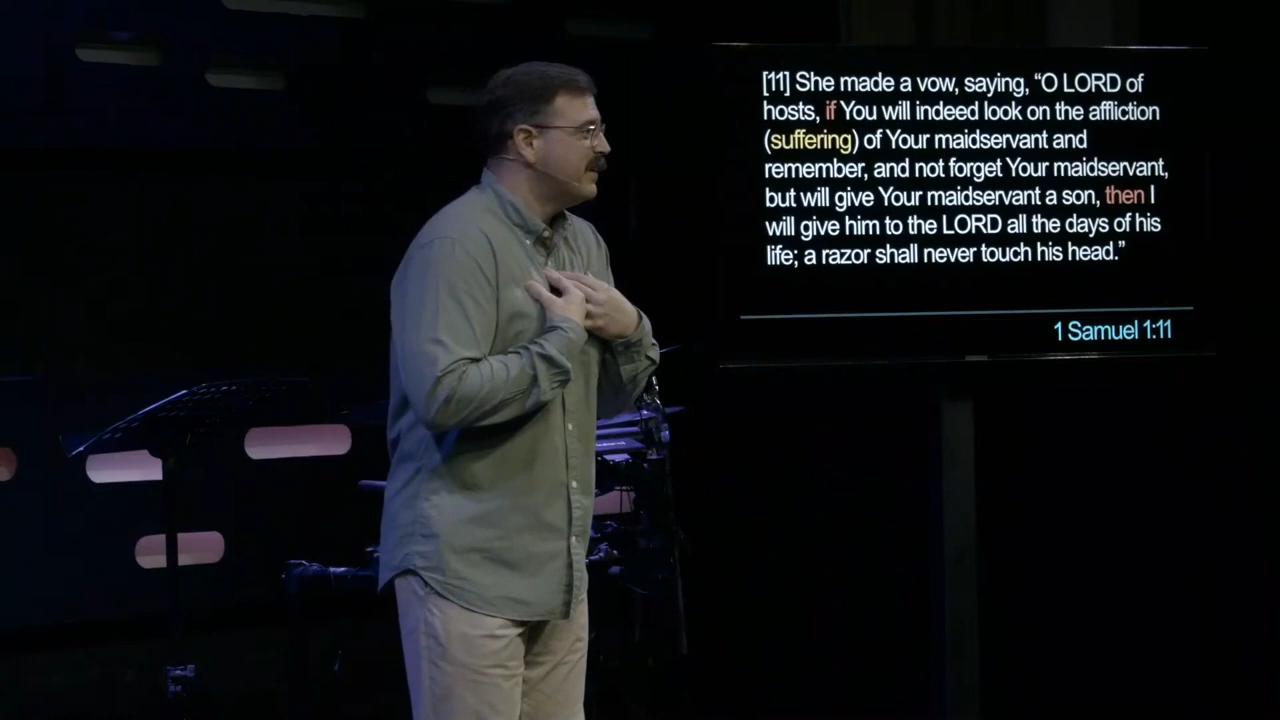 [11] She made a vow, saying, “O LORD of
hosts, if You will indeed look on the affliction
(suffering) of Your maidservant and
remember, and not forget Your maidservant,
but will give Your maidservant a son, then I
will give him to the LORD all the days of his
life; a razor shall never touch his head.”
1 Samuel 1:11